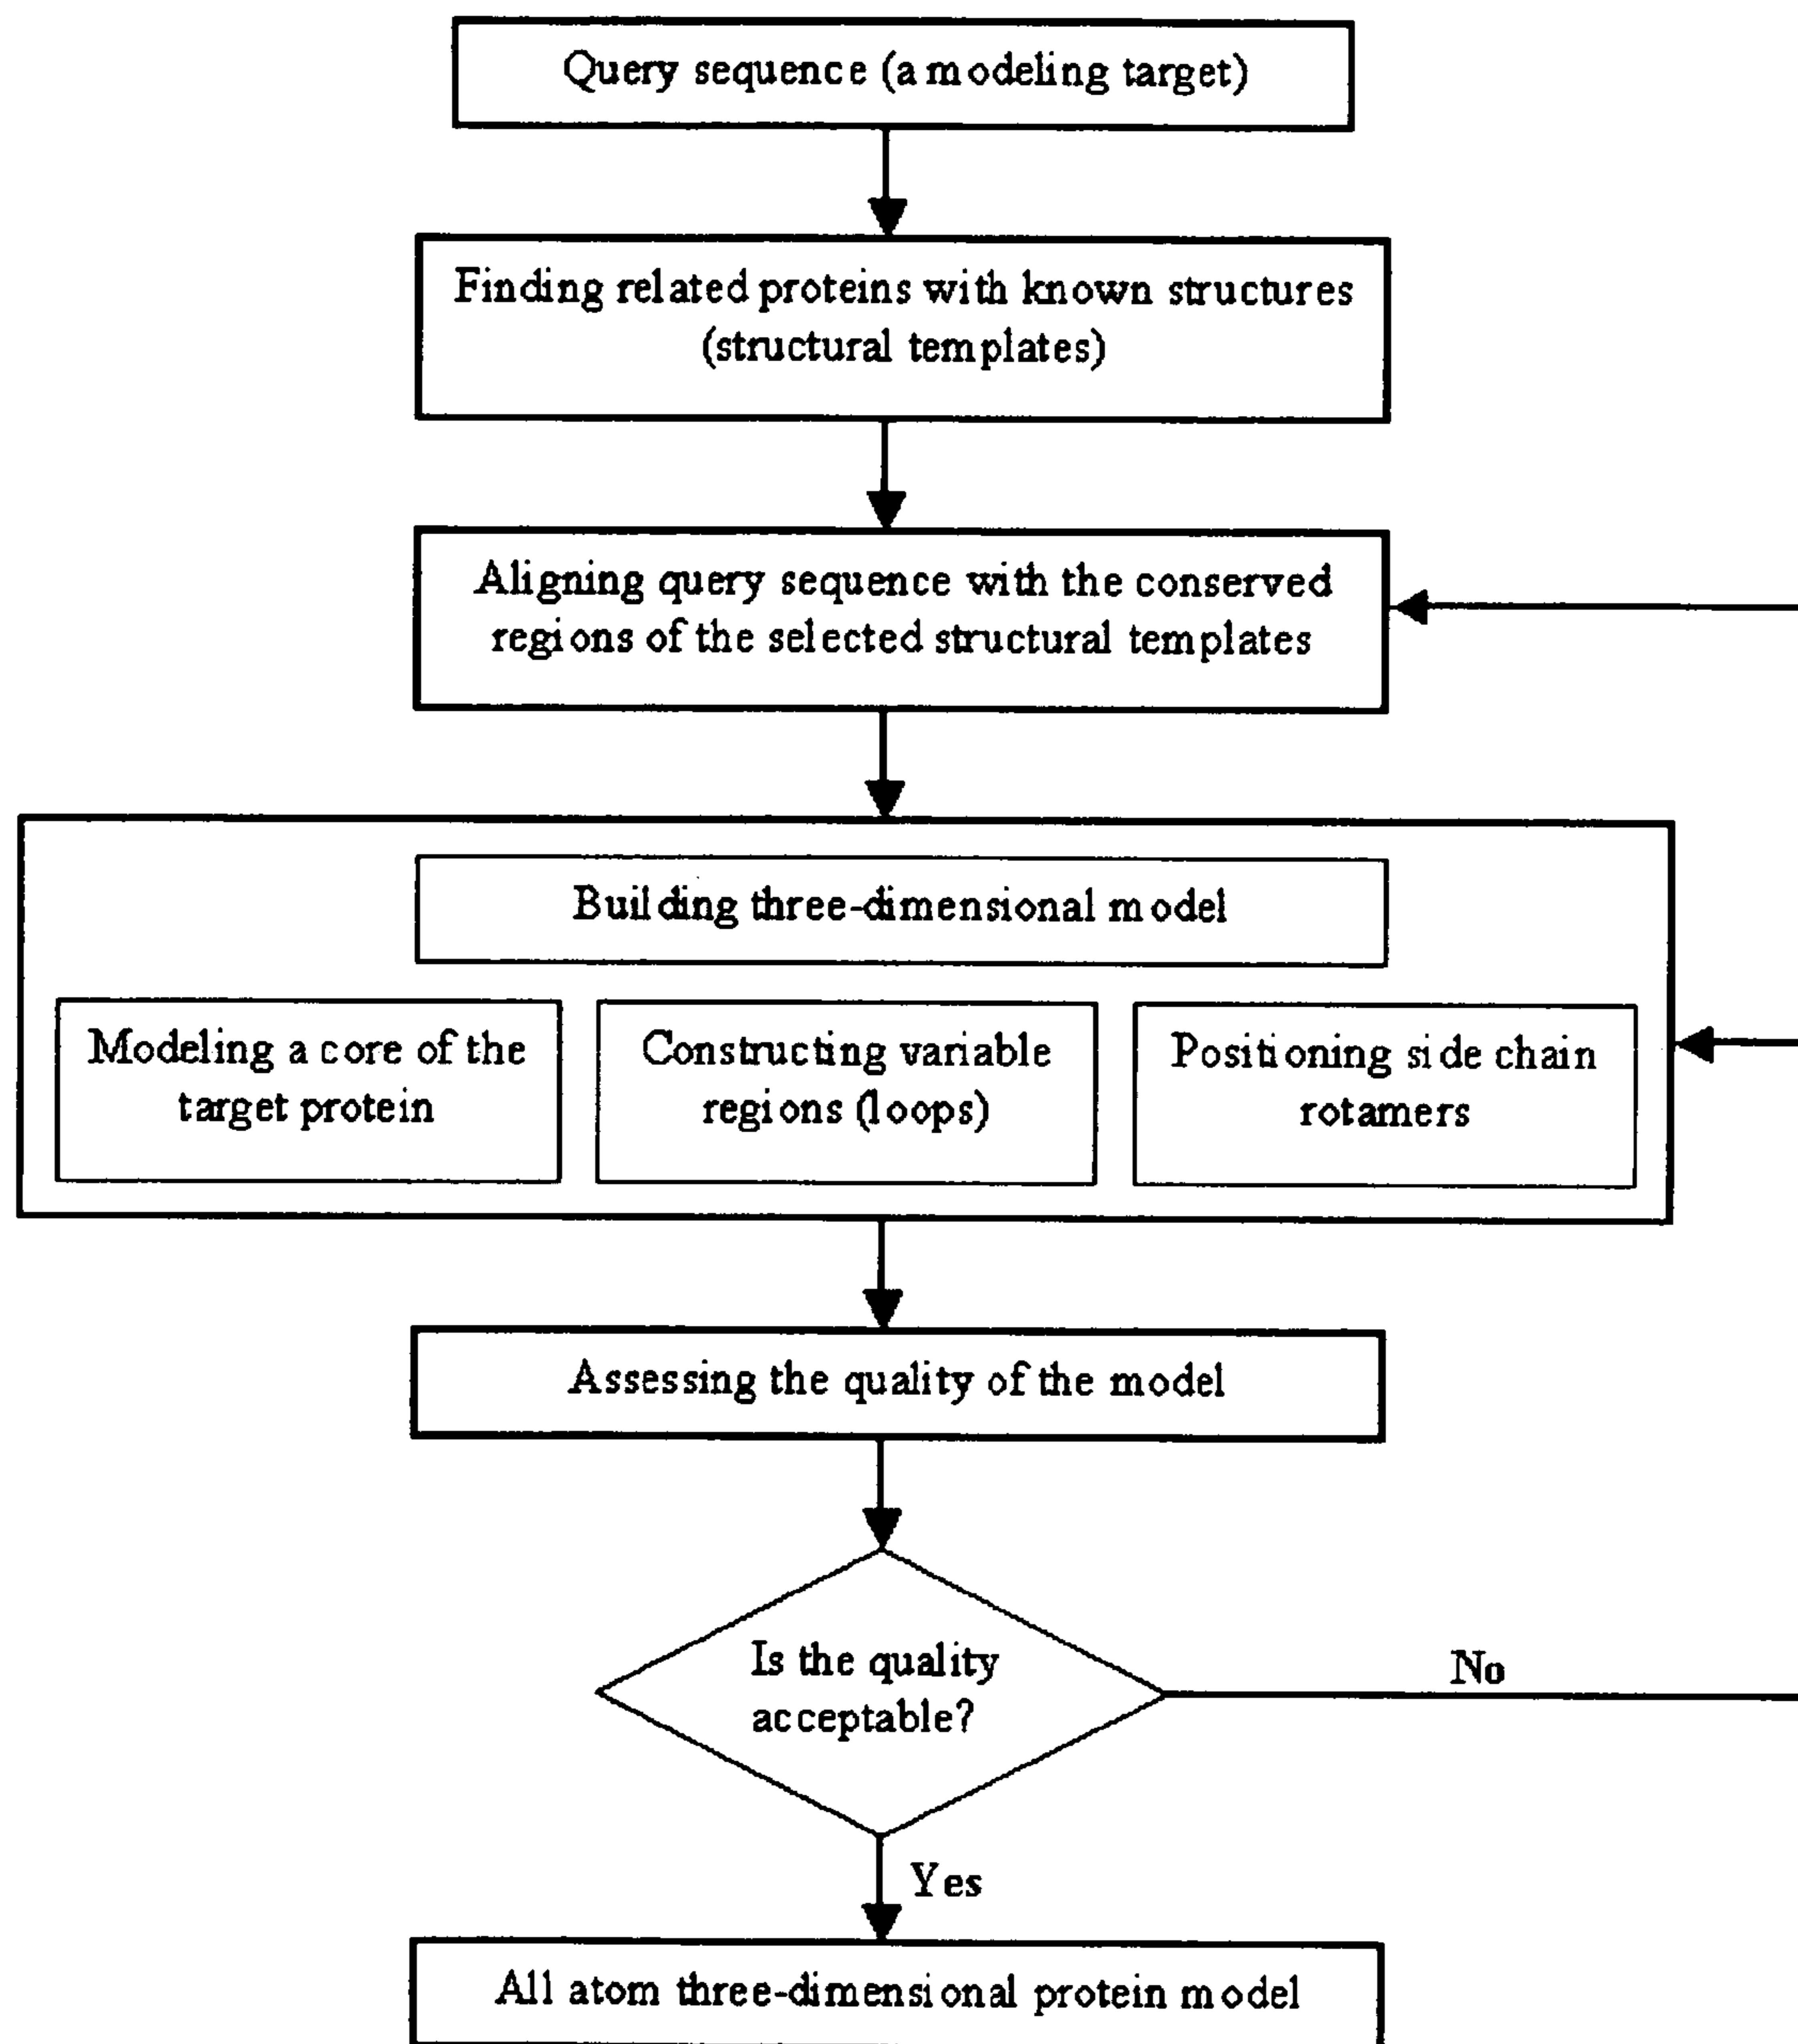 Query sequence (a modeling target)
Finding related proteins with known structures
(structural templates)
Aligning query sequence with the conserved
regions of the selected structural templates
Building three-dimensional model
Modeling a core of the
target protein
Constructing variable
regions (loops)
Positioning side chain
rotamers
Assessing the quality of the model
Is the quality
acceptable?
No
Yes
All atom three-dimensional protein model